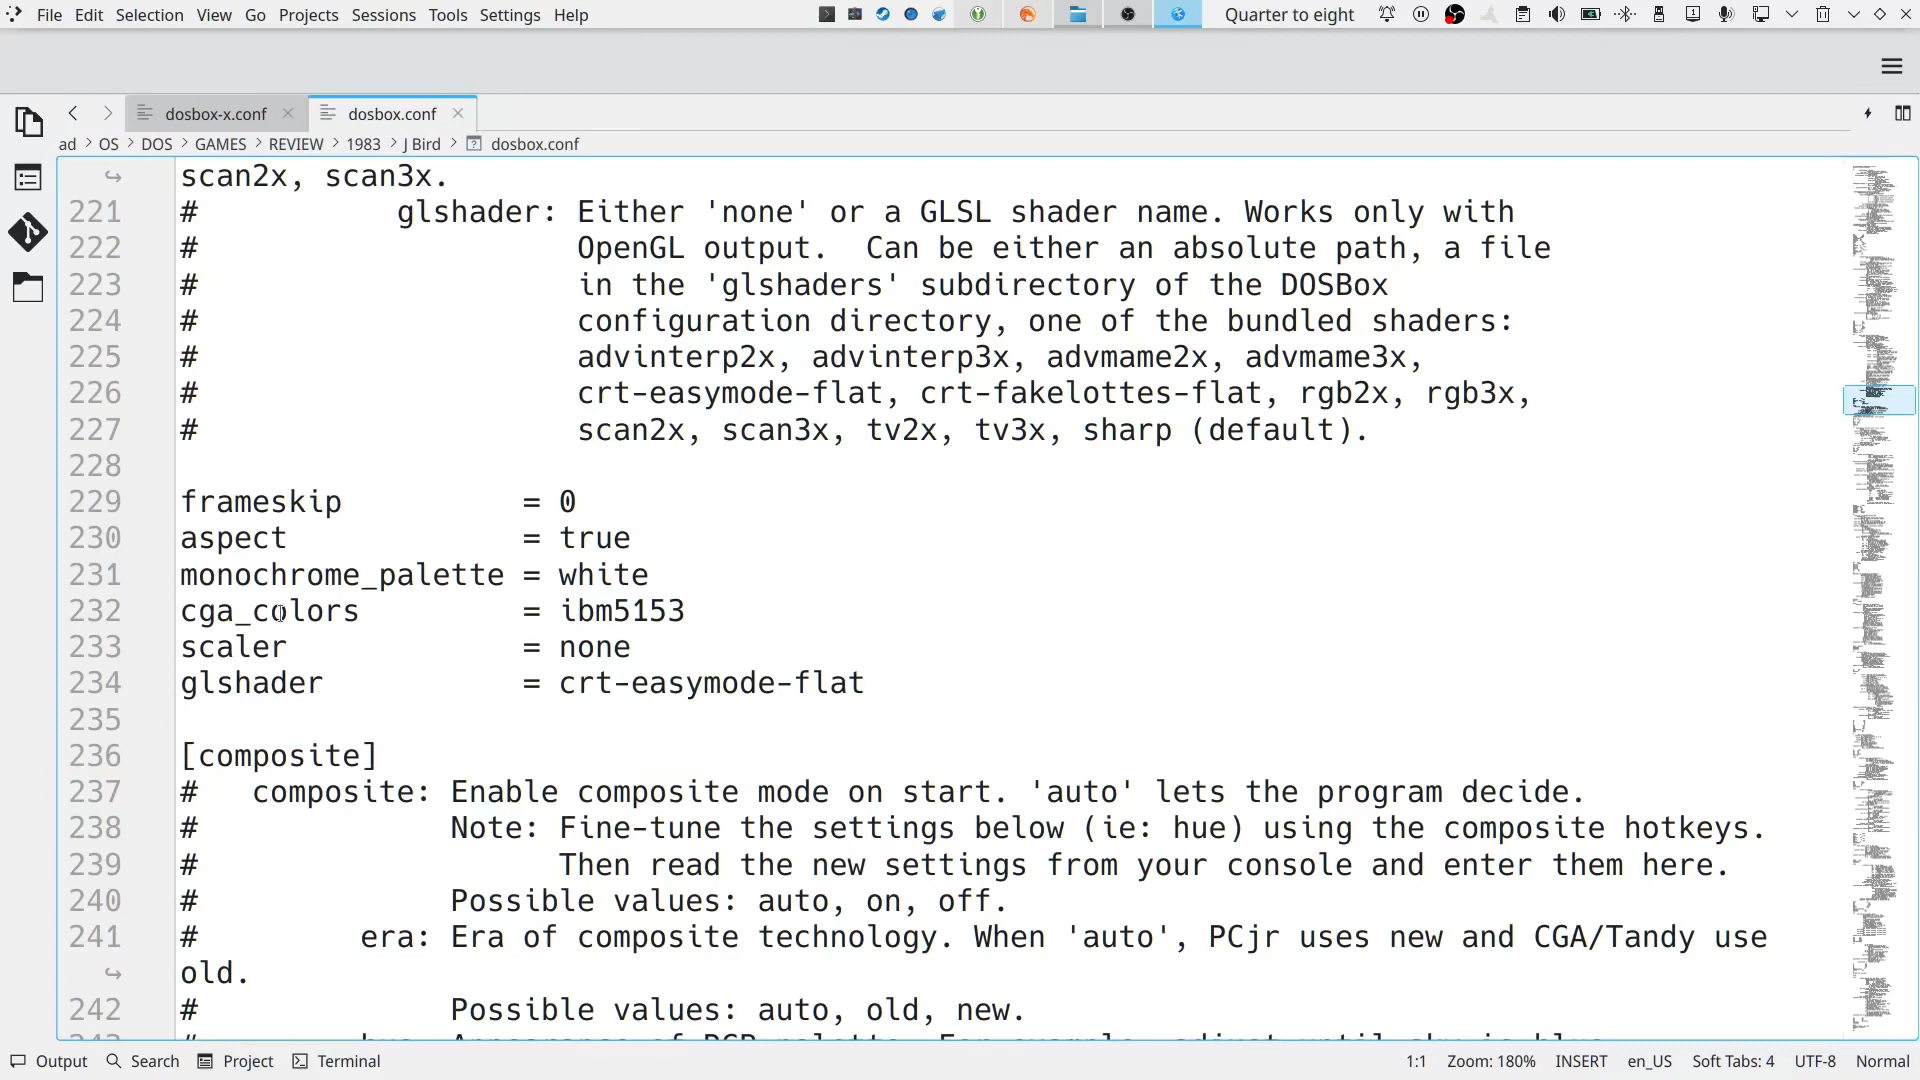 File Edit Selection View Go Projects Sessions Tools Settings Help Quarter to eight
dosbox-x.conf dosbox.conf
ad > OS > DOS > GAMES > REVIEW > 1983 > J Bird > dosbox.conf
scan2x, scan3x.
221 # glshader: Either 'none' or a GLSL shader name. Works only with
222 # OpenGL output.  Can be either an absolute path, a file
223 # in the 'glshaders' subdirectory of the DOSBox
224 # configuration directory, one of the bundled shaders:
225 # advinterp2x, advinterp3x, advmame2x, advmame3x,
226 # crt-easymode-flat, crt-fakelottes-flat, rgb2x, rgb3x,
227 # scan2x, scan3x, tv2x, tv3x, sharp (default).
228
229 frameskip = 0
230 aspect = true
231 monochrome_palette = white
232 cga_colors = ibm5153
233 scaler = none
234 glshader = crt-easymode-flat
235
236 [composite]
237 # composite: Enable composite mode on start. 'auto' lets the program decide.
238 # Note: Fine-tune the settings below (ie: hue) using the composite hotkeys.
239 # Then read the new settings from your console and enter them here.
240 # Possible values: auto, on, off.
241 # era: Era of composite technology. When 'auto', PCjr uses new and CGA/Tandy use
old.
242 # Possible values: auto, old, new.
Output Search Project Terminal 1:1 Zoom: 180% INSERT en_US Soft Tabs: 4 UTF-8 Normal